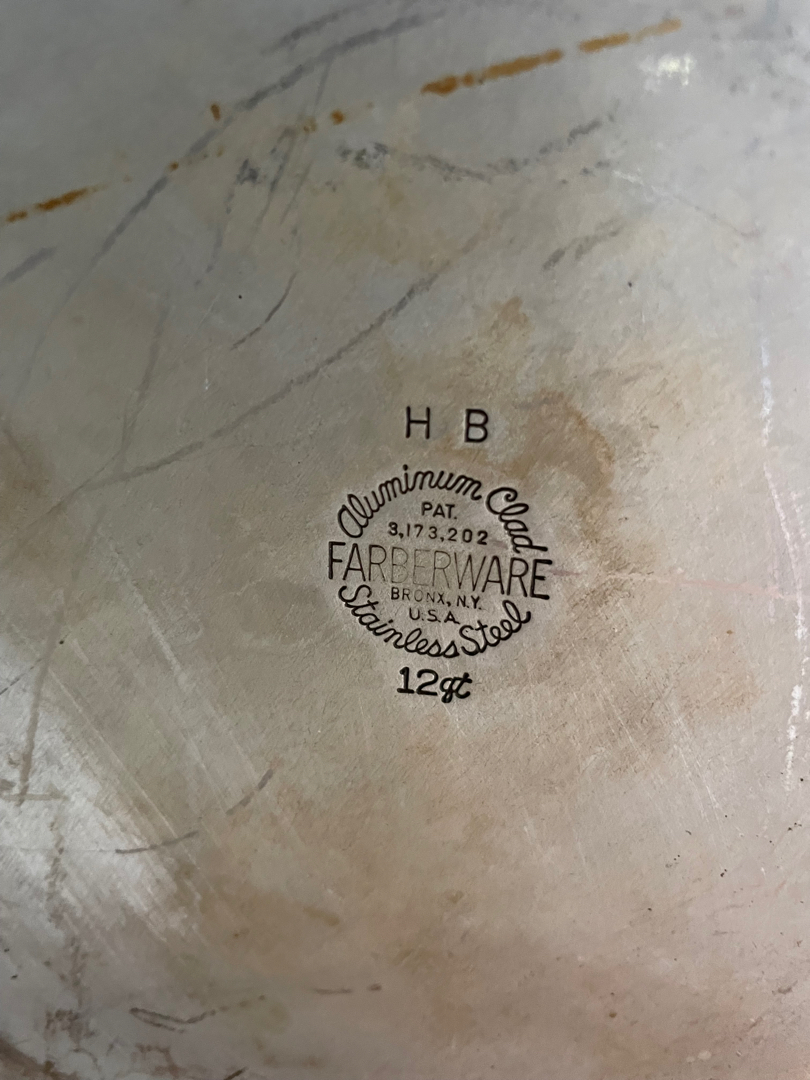 H B
Aluminum Clad
PAT.
3,173,202
FARBERWARE
BRONX, N.Y.
U.S.A.
Stainless Steel
12qt